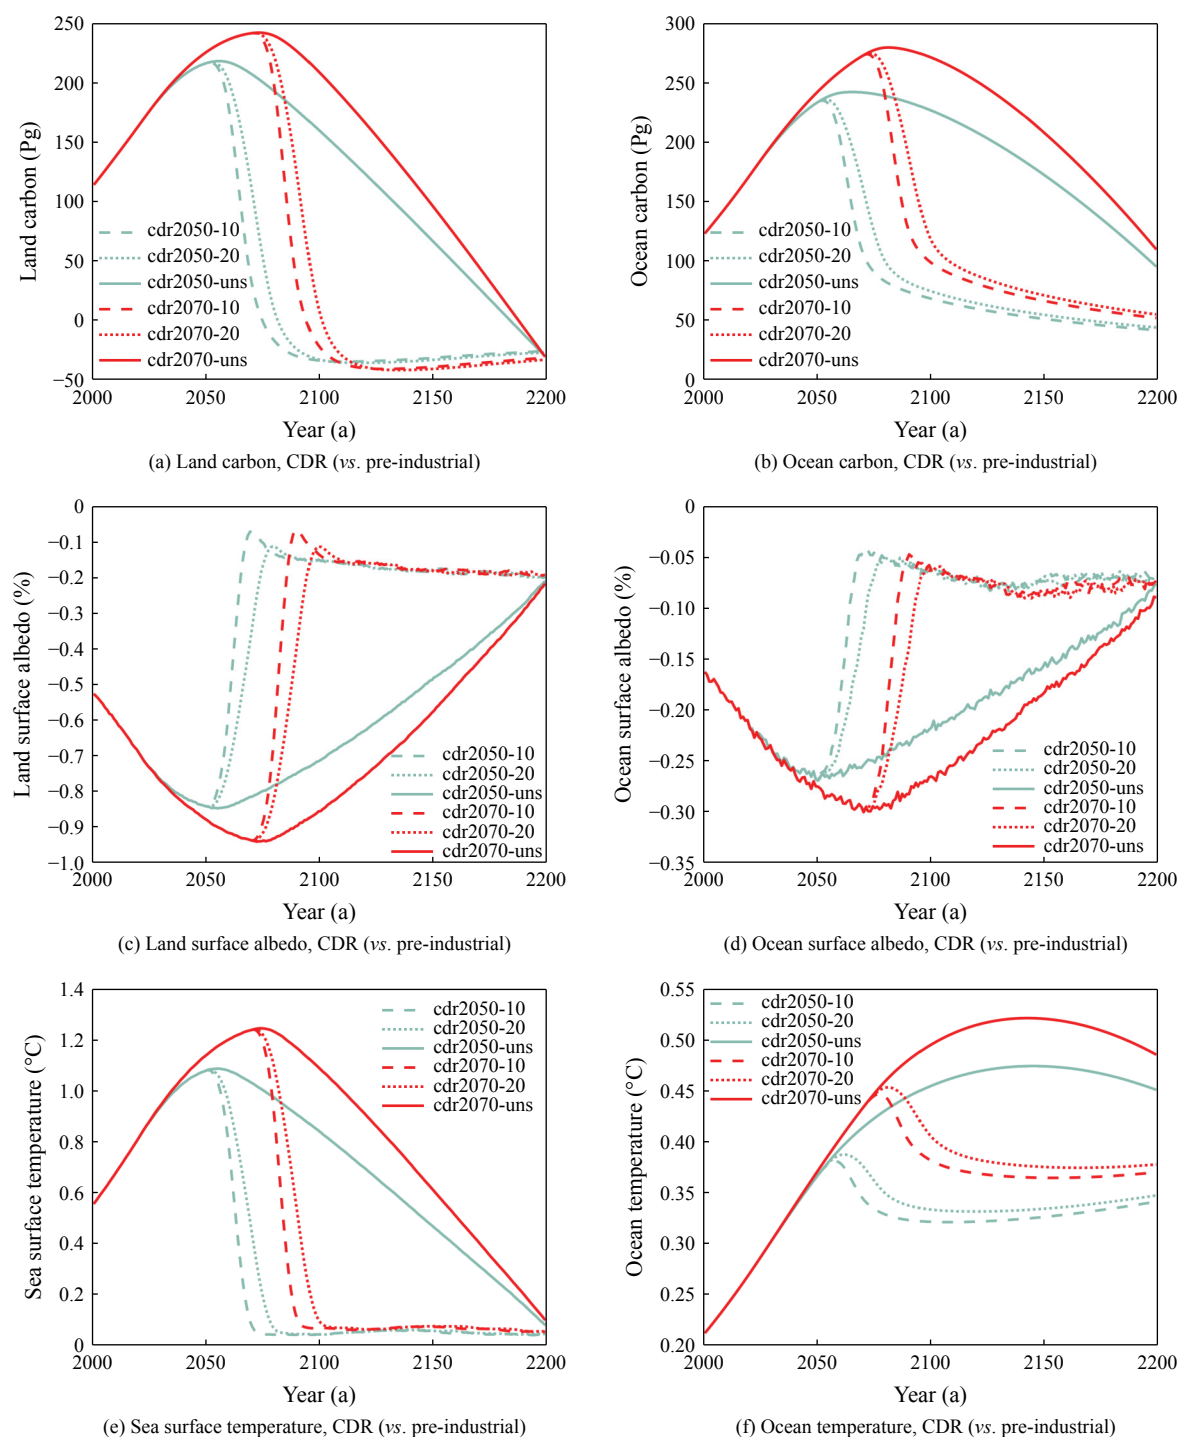 250
200
150
100
50
0
−50
Land carbon (Pg)
cdr2050-10
cdr2050-20
cdr2050-uns
cdr2070-10
cdr2070-20
cdr2070-uns
2000 2050 2100 2150 2200
Year (a)
(a) Land carbon, CDR (vs. pre-industrial)
300
250
200
150
100
50
0
Ocean carbon (Pg)
cdr2050-10
cdr2050-20
cdr2050-uns
cdr2070-10
cdr2070-20
cdr2070-uns
2000 2050 2100 2150 2200
Year (a)
(b) Ocean carbon, CDR (vs. pre-industrial)
0
−0.1
−0.2
−0.3
−0.4
−0.5
−0.6
−0.7
−0.8
−0.9
−1.0
Land surface albedo (%)
cdr2050-10
cdr2050-20
cdr2050-uns
cdr2070-10
cdr2070-20
cdr2070-uns
2000 2050 2100 2150 2200
Year (a)
(c) Land surface albedo, CDR (vs. pre-industrial)
0
−0.05
−0.10
−0.15
−0.20
−0.25
−0.30
−0.35
Ocean surface albedo (%)
cdr2050-10
cdr2050-20
cdr2050-uns
cdr2070-10
cdr2070-20
cdr2070-uns
2000 2050 2100 2150 2200
Year (a)
(d) Ocean surface albedo, CDR (vs. pre-industrial)
1.4
1.2
1.0
0.8
0.6
0.4
0.2
0
Sea surface temperature (°C)
cdr2050-10
cdr2050-20
cdr2050-uns
cdr2070-10
cdr2070-20
cdr2070-uns
2000 2050 2100 2150 2200
Year (a)
(e) Sea surface temperature, CDR (vs. pre-industrial)
0.55
0.50
0.45
0.40
0.35
0.30
0.25
0.20
Ocean temperature (°C)
cdr2050-10
cdr2050-20
cdr2050-uns
cdr2070-10
cdr2070-20
cdr2070-uns
2000 2050 2100 2150 2200
Year (a)
(f) Ocean temperature, CDR (vs. pre-industrial)